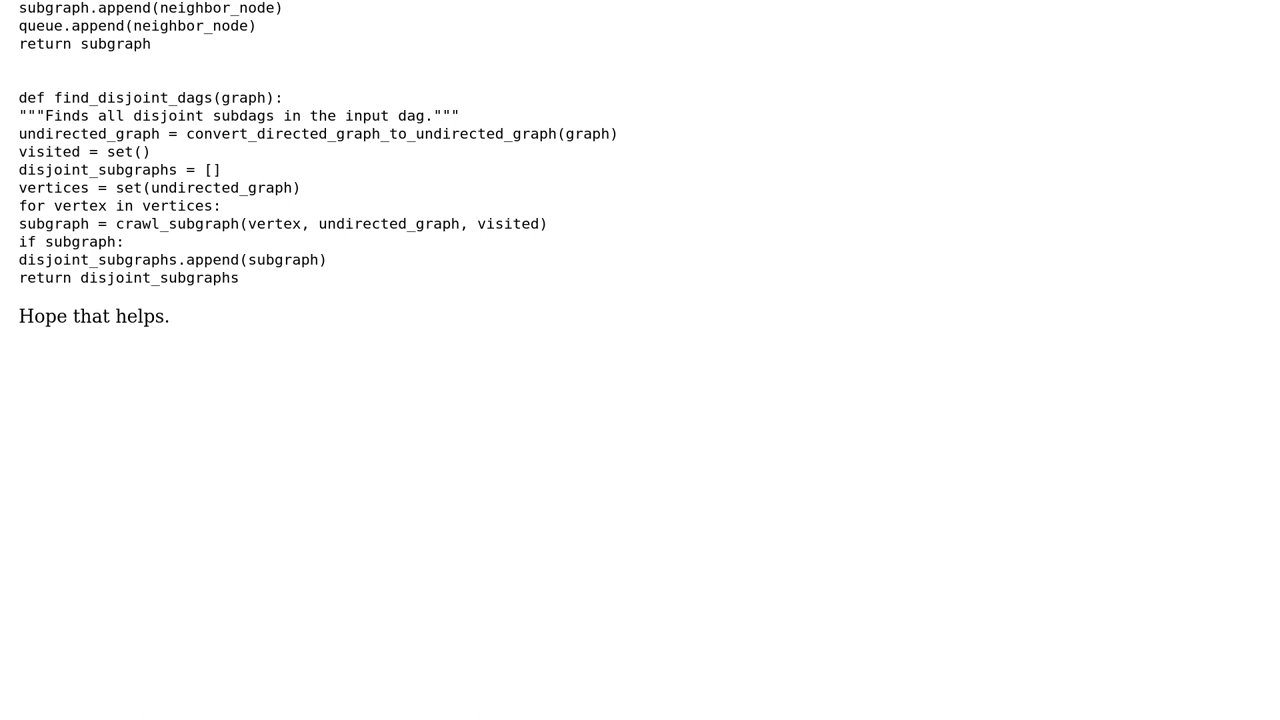 subgraph.append(neighbor_node)
queue.append(neighbor_node)
return subgraph
def find_disjoint_dags(graph):
"""Finds all disjoint subdags in the input dag."""
undirected_graph = convert_directed_graph_to_undirected_graph(graph)
visited = set()
disjoint_subgraphs = []
vertices = set(undirected_graph)
for vertex in vertices:
subgraph = crawl_subgraph(vertex, undirected_graph, visited)
if subgraph:
disjoint_subgraphs.append(subgraph)
return disjoint_subgraphs
Hope that helps.